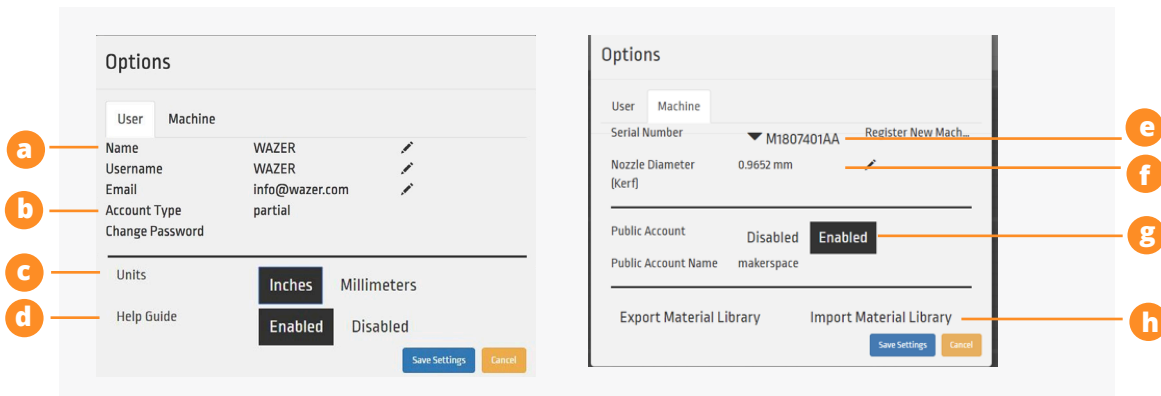 Options
User Machine
a Name WAZER
Username WAZER
Email info@wazer.com
b Account Type partial
Change Password
c Units Inches Millimeters
d Help Guide Enabled Disabled
Save Settings Cancel
Options
User Machine
Serial Number M1807401AA Register New Mach... e
Nozzle Diameter 0.9652 mm f
[Kerf]
Public Account Disabled Enabled g
Public Account Name makerspace
Export Material Library Import Material Library h
Save Settings Cancel